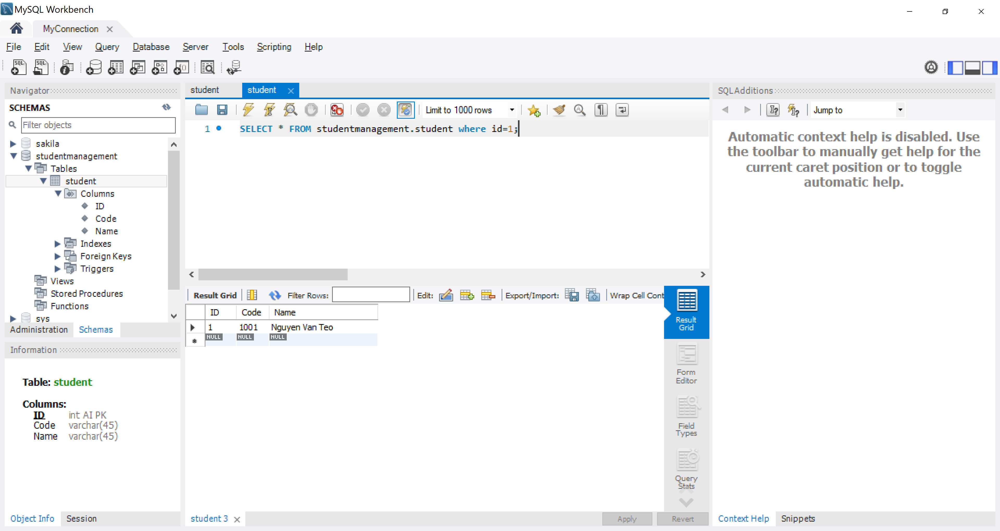 MySQL Workbench
MyConnection
File Edit View Query Database Server Tools Scripting Help
Navigator
SCHEMAS
Filter objects
sakila
studentmanagement
Tables
student
Columns
ID
Code
Name
Indexes
Foreign Keys
Triggers
Views
Stored Procedures
Functions
sys
Administration Schemas
Information
Table: student
Columns:
ID int AI PK
Code varchar(45)
Name varchar(45)
Object Info Session
student student
Limit to 1000 rows
1 SELECT * FROM studentmanagement.student where id=1;
Result Grid Filter Rows: Edit: Export/Import: Wrap Cell Cont
ID Code Name
1 1001 Nguyen Van Teo
NULL NULL NULL
Result
Grid
Form
Editor
Field
Types
Query
Stats
student 3 Apply Revert
SQLAdditions
Jump to
Automatic context help is disabled. Use
the toolbar to manually get help for the
current caret position or to toggle
automatic help.
Context Help Snippets